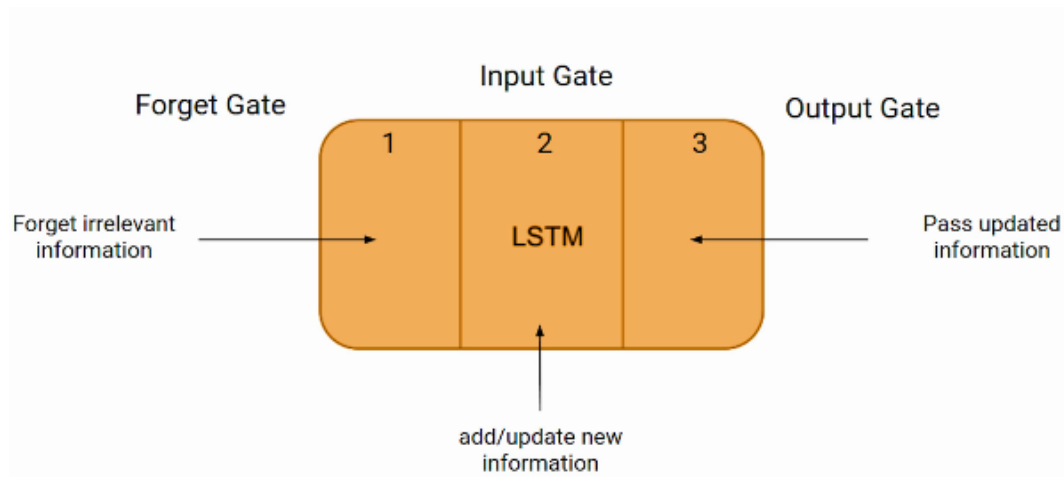 Input Gate
Forget Gate
Output Gate
1
2
3
Forget irrelevant
information
LSTM
Pass updated
information
add/update new
information